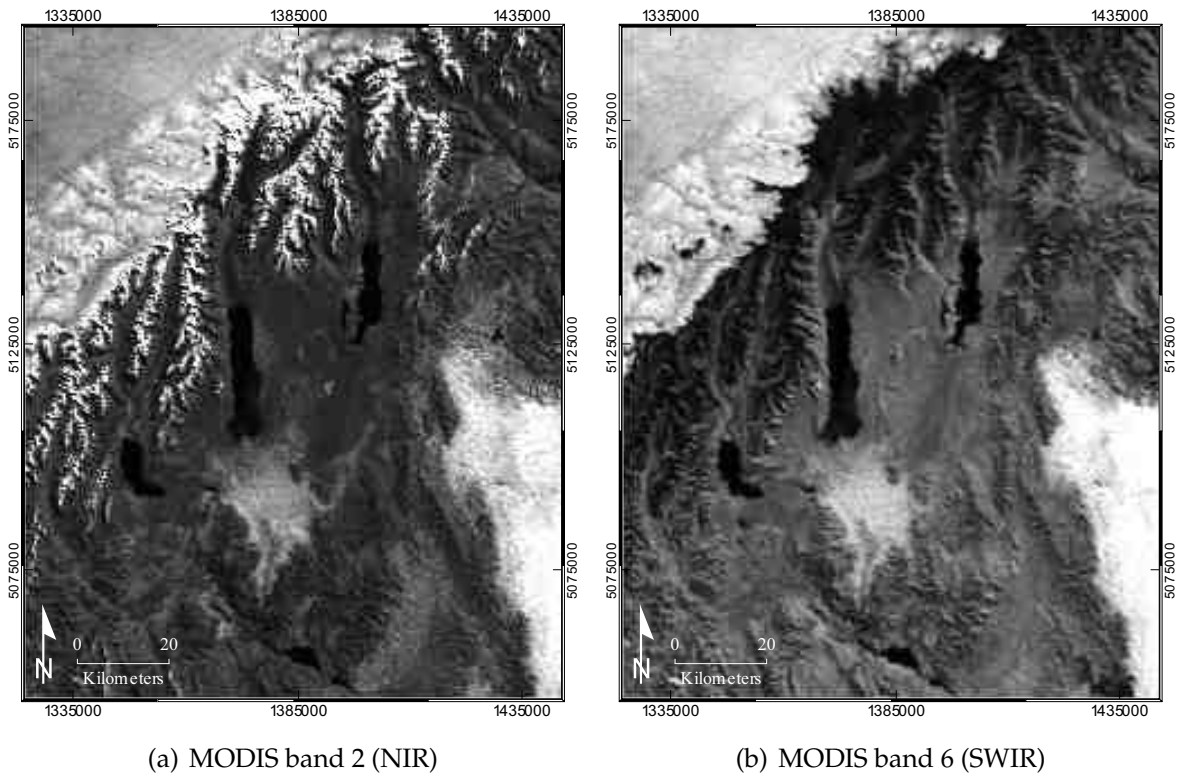 1335000 1385000 1435000 1335000 1385000 1435000
5175000 5175000 5175000 5175000
5125000 5125000 5125000 5125000
5075000 5075000 5075000 5075000
N 0 20 N 0 20
Kilometers Kilometers
1335000 1385000 1435000 1335000 1385000 1435000
(a) MODIS band 2 (NIR) (b) MODIS band 6 (SWIR)